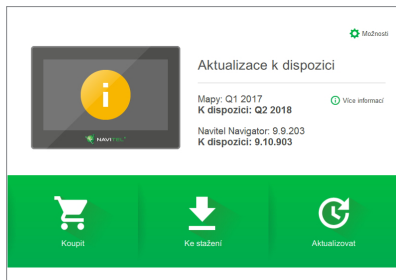 Možnosti
Aktualizace k dispozici
Mapy: Q1 2017
K dispozici: Q2 2018
Více informací
Navitel Navigator: 9.9.203
K dispozici: 9.10.903
NAVITEL
Koupit
Ke stažení
Aktualizovat